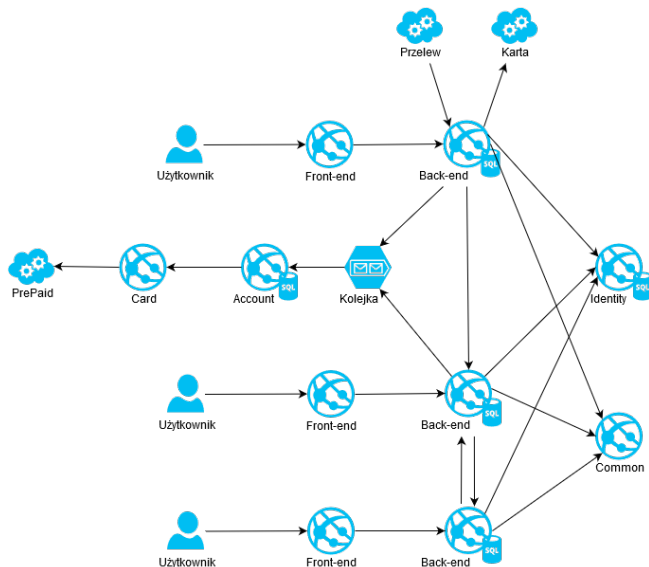 Przelew
Karta
Użytkownik
Front-end
Back-end
SQL
PrePaid
Card
Account
SQL
Kolejka
Identity
SQL
Użytkownik
Front-end
Back-end
SQL
Common
Użytkownik
Front-end
Back-end
SQL